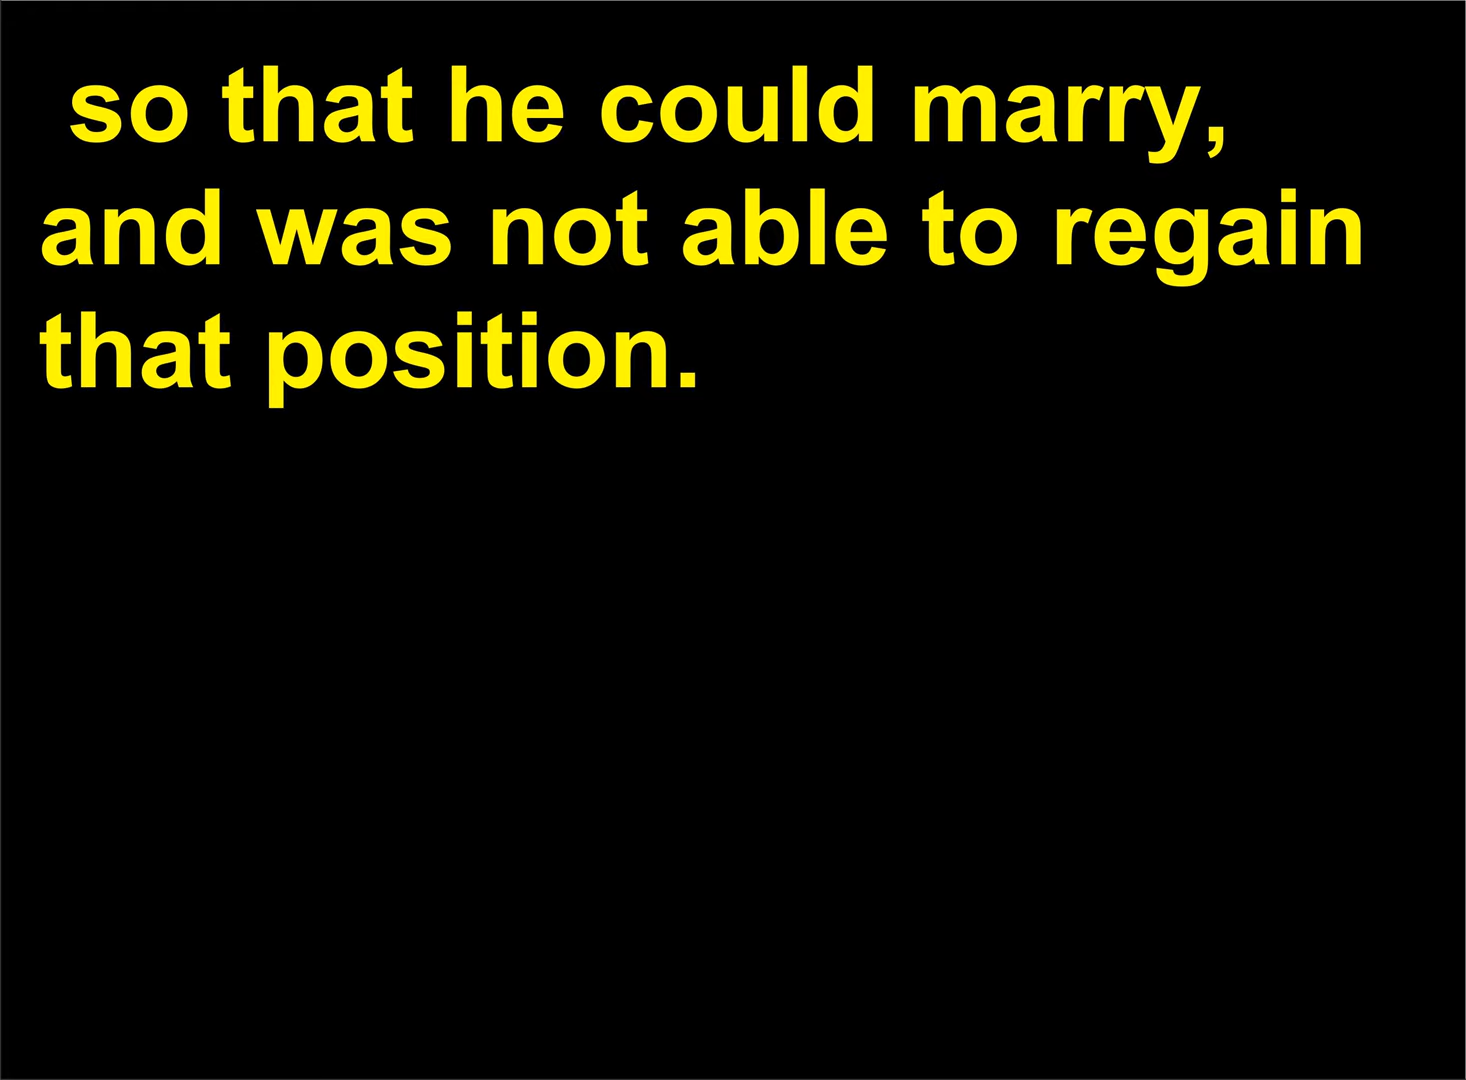 so that he could marry,
and was not able to regain
that position.